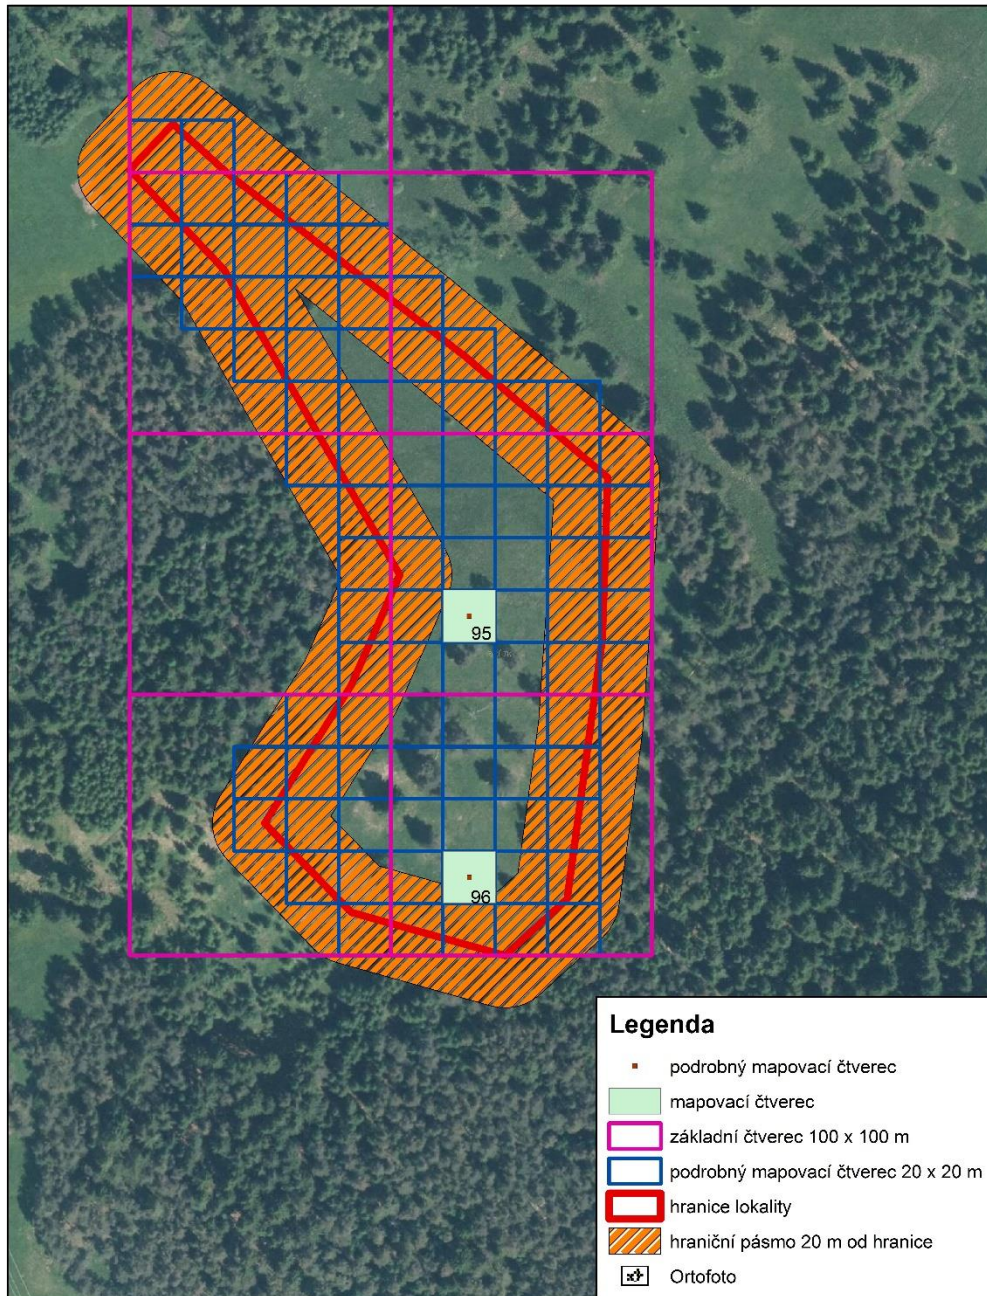 95
96
Legenda
podrobný mapovací čtverec
mapovací čtverec
základní čtverec 100 x 100 m
podrobný mapovací čtverec 20 x 20 m
hranice lokality
hraniční pásmo 20 m od hranice
Ortofoto